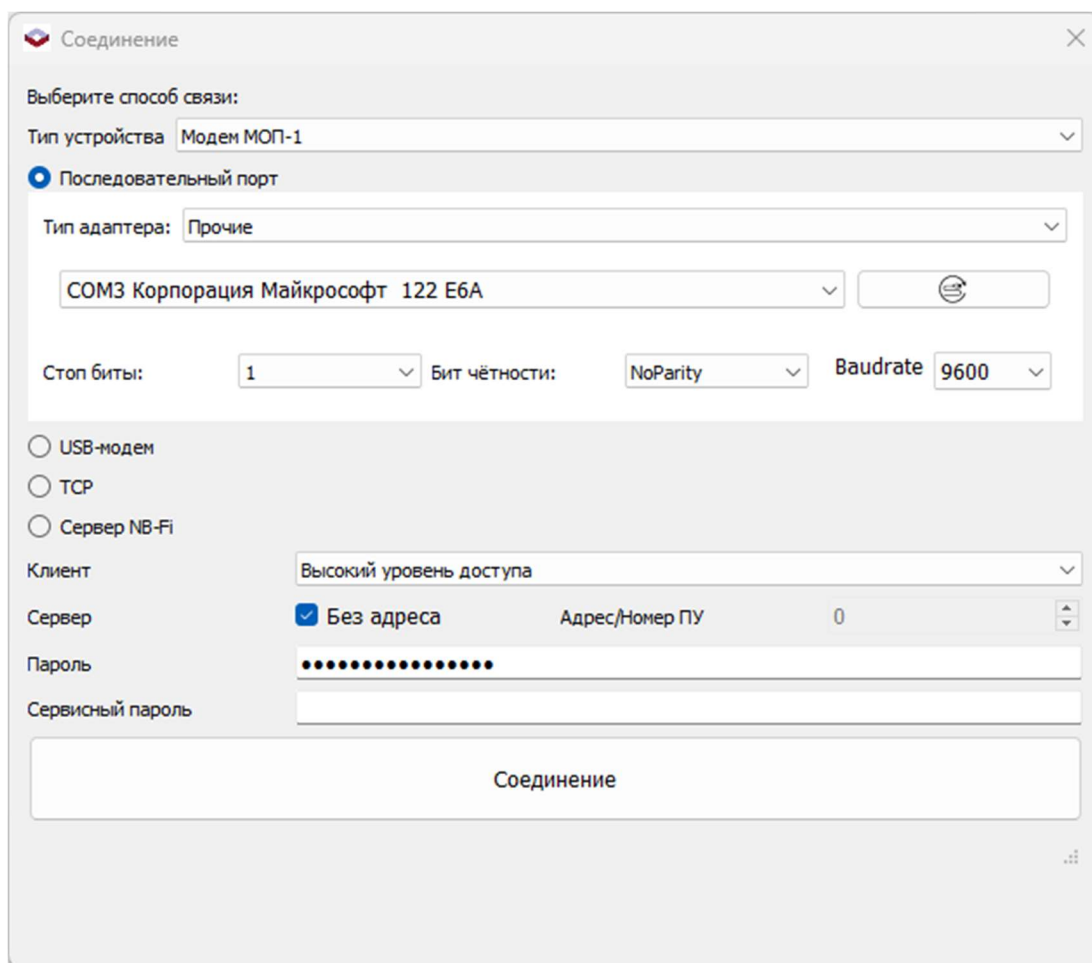 Соединение
Выберите способ связи:
Тип устройства Модем МОП-1
Последовательный порт
Тип адаптера: Прочие
COM3 Корпорация Майкрософт 122 E6A
Стоп биты: 1 Бит чётности: NoParity Baudrate 9600
USB-модем
TCP
Сервер NB-Fi
Клиент Высокий уровень доступа
Сервер Без адреса Адрес/Номер ПУ 0
Пароль ••••••••••••••••
Сервисный пароль
Соединение